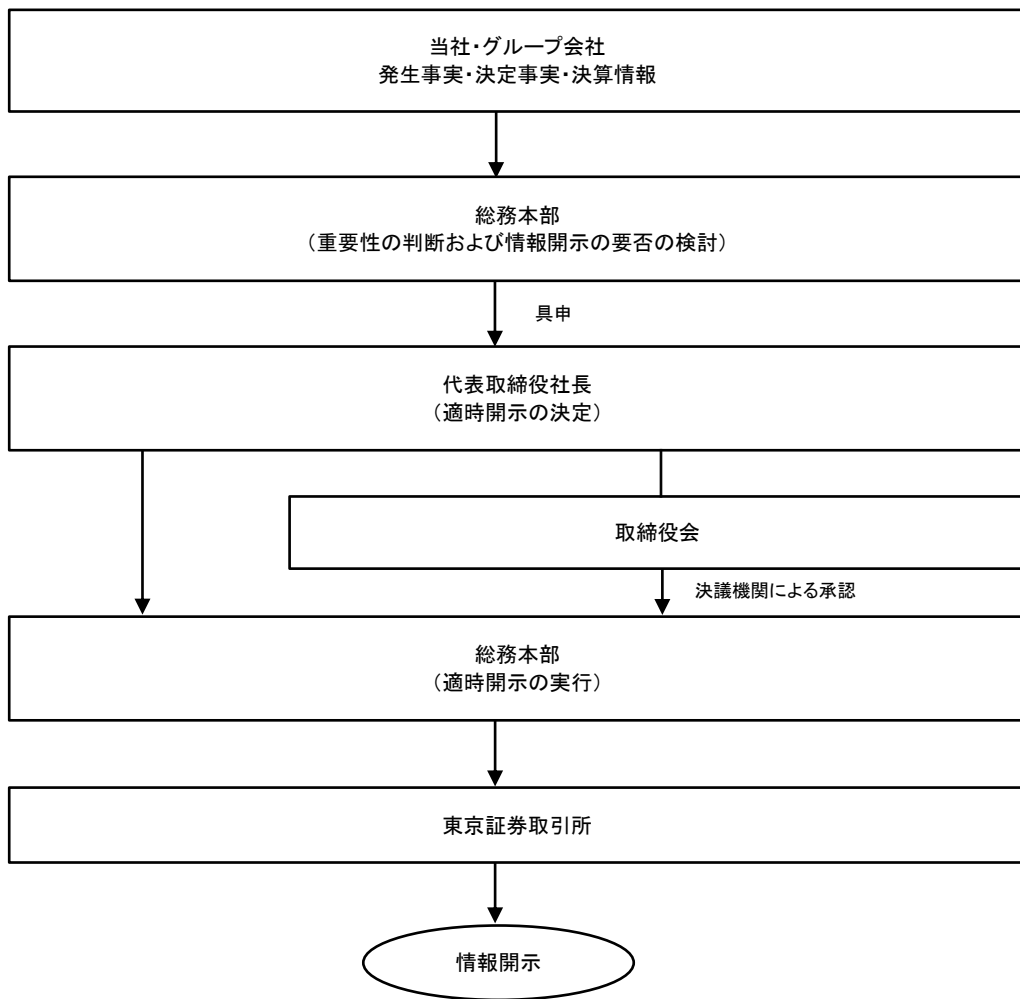 当社・グループ会社
発生事実・決定事実・決算情報
総務本部
（重要性の判断および情報開示の要否の検討）
具申
代表取締役社長
（適時開示の決定）
取締役会
決議機関による承認
総務本部
（適時開示の実行）
東京証券取引所
情報開示